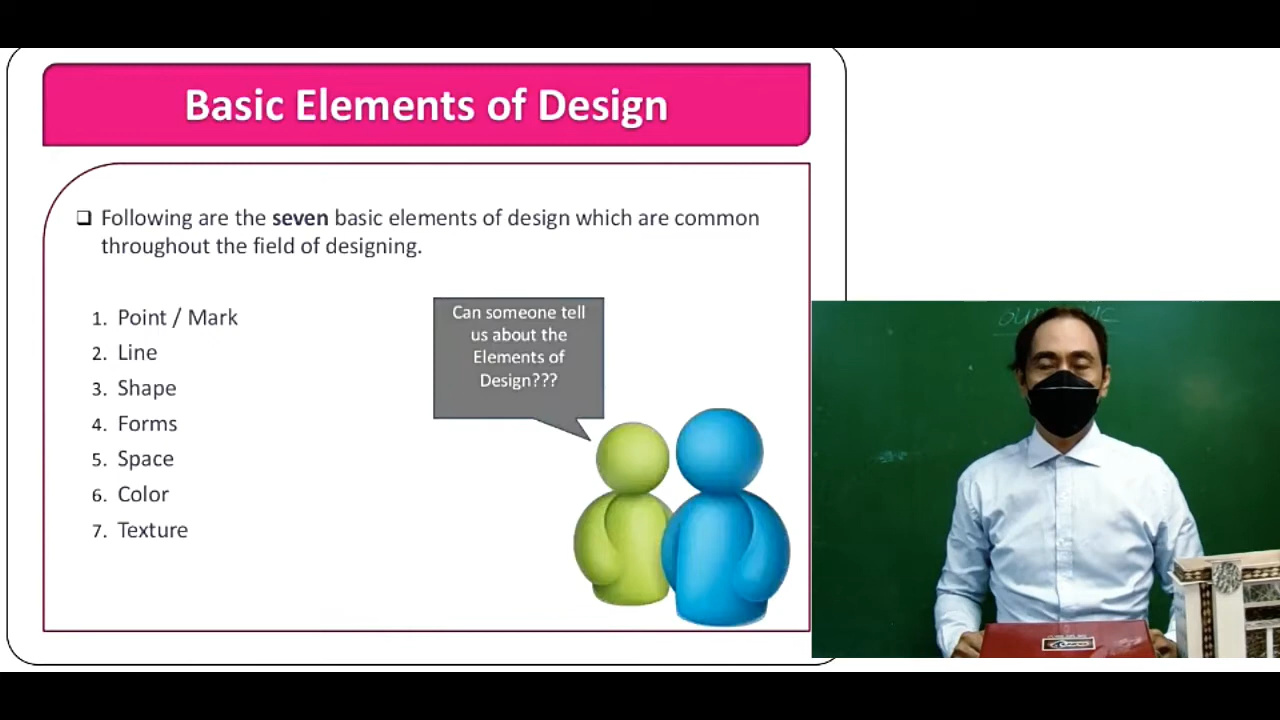 Basic Elements of Design
Following are the seven basic elements of design which are common
throughout the field of designing.
1. Point / Mark
2. Line
3. Shape
4. Forms
5. Space
6. Color
7. Texture
Can someone tell
us about the
Elements of
Design???